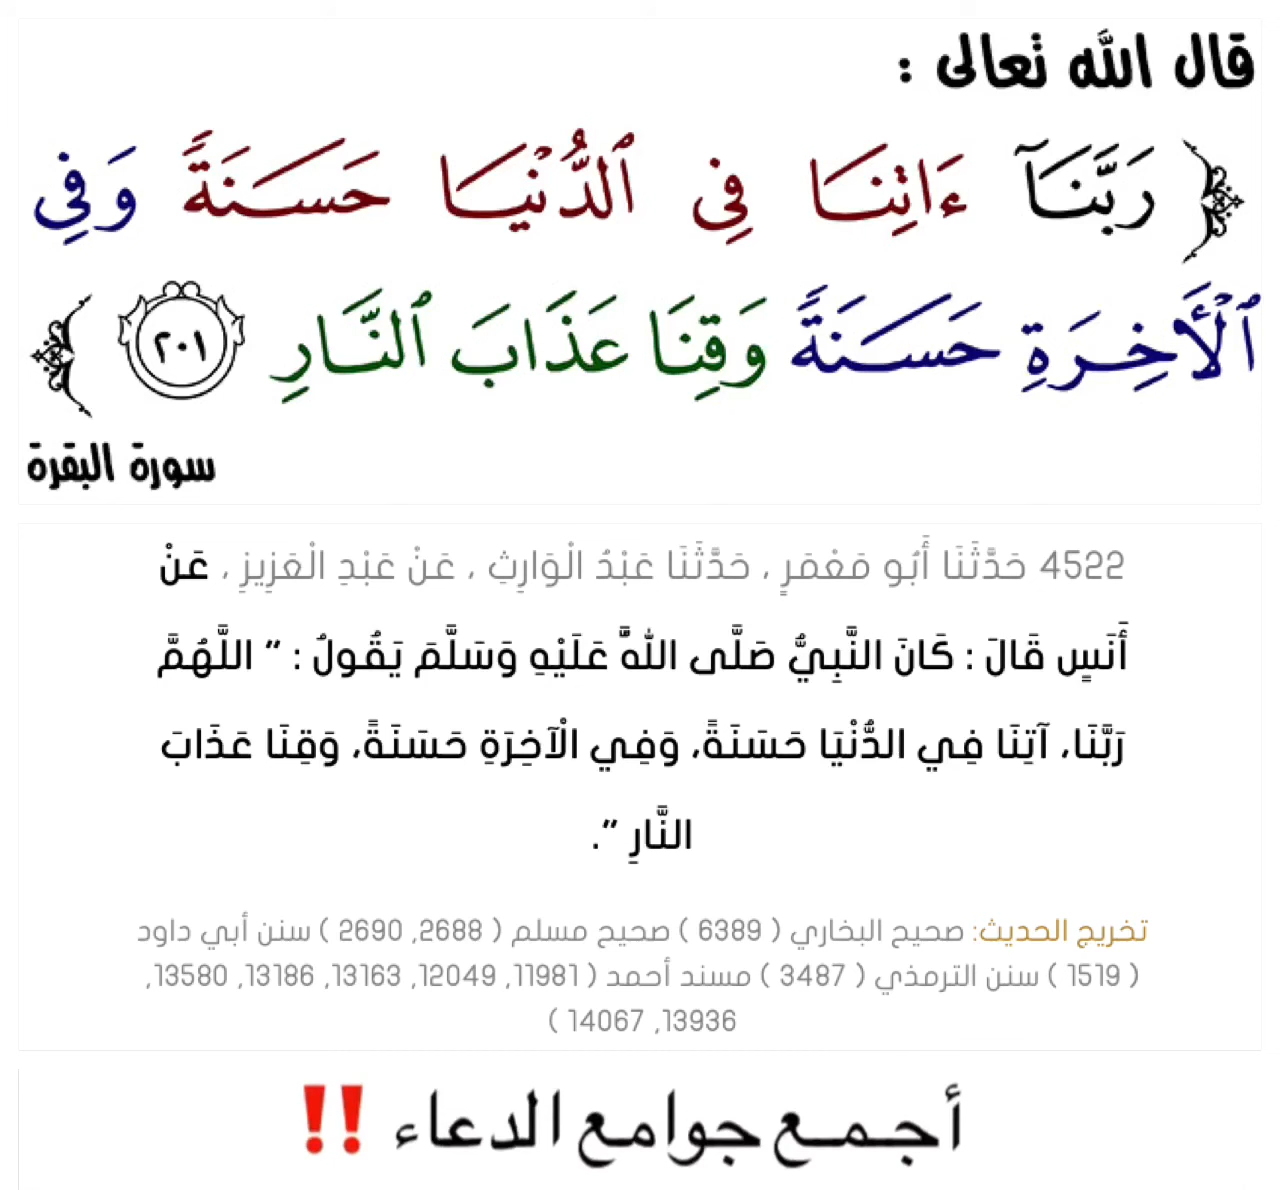 قال الله تعالى :
﴿ رَبَّنَآ ءَاتِنَا فِى ٱلدُّنْيَا حَسَنَةً وَفِى
ٱلْأَخِرَةِ حَسَنَةً وَقِنَا عَذَابَ ٱلنَّارِ ٢٠١ ﴾
سورة البقرة
4522 حَدَّثَنَا أَبُو مَعْمَرٍ ، حَدَّثَنَا عَبْدُ الْوَارِثِ ، عَنْ عَبْدِ الْعَزِيزِ ، عَنْ
أَنَسٍ قَالَ : كَانَ النَّبِيُّ صَلَّى اللَّهُ عَلَيْهِ وَسَلَّمَ يَقُولُ : " اللَّهُمَّ
رَبَّنَا، آتِنَا فِي الدُّنْيَا حَسَنَةً، وَفِي الْآخِرَةِ حَسَنَةً، وَقِنَا عَذَابَ
النَّارِ ".
تخريج الحديث: صحيح البخاري ( 6389 ) صحيح مسلم ( 2688, 2690 ) سنن أبي داود
( 1519 ) سنن الترمذي ( 3487 ) مسند أحمد ( 11981, 12049, 13163, 13186, 13580,
13936, 14067 )
أجمع جوامع الدعاء ‼️